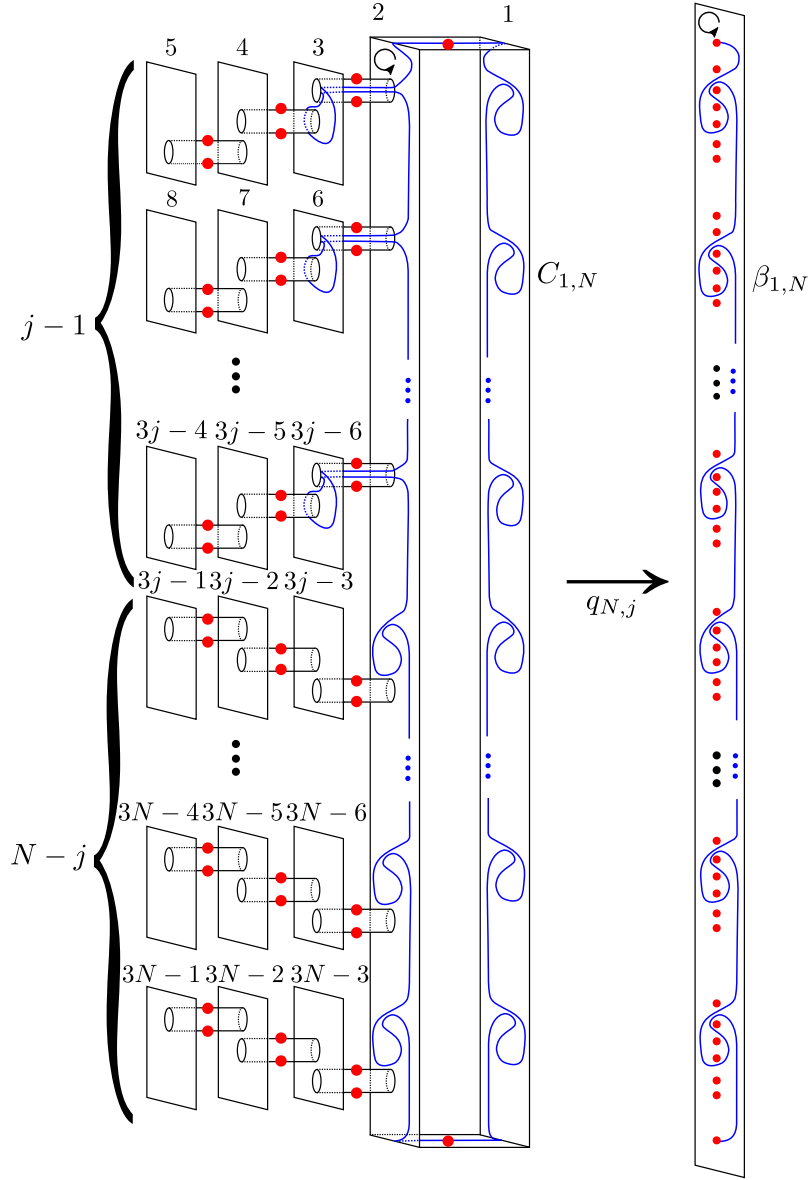 2 1
5 4 3
8 7 6
C_{1,N}
β_{1,N}
j − 1
3j − 4 3j − 5 3j − 6
3j − 1 3j − 2 3j − 3
q_{N,j}
3N − 4 3N − 5 3N − 6
N − j
3N − 1 3N − 2 3N − 3